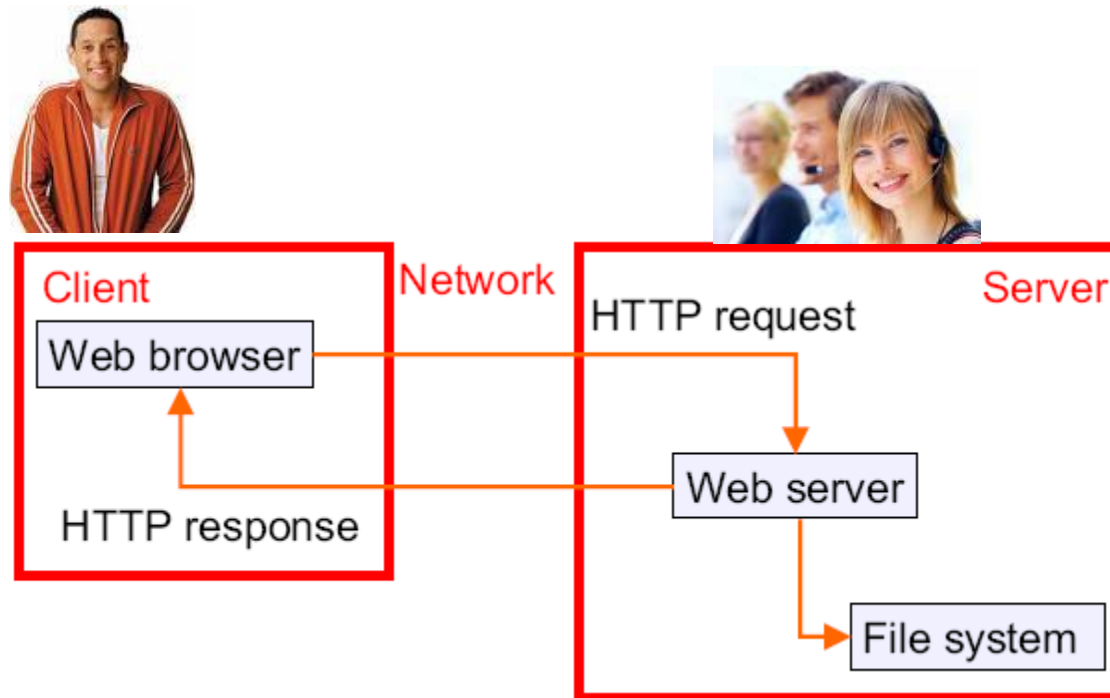 Client
Network
Server
HTTP request
Web browser
Web server
HTTP response
File system